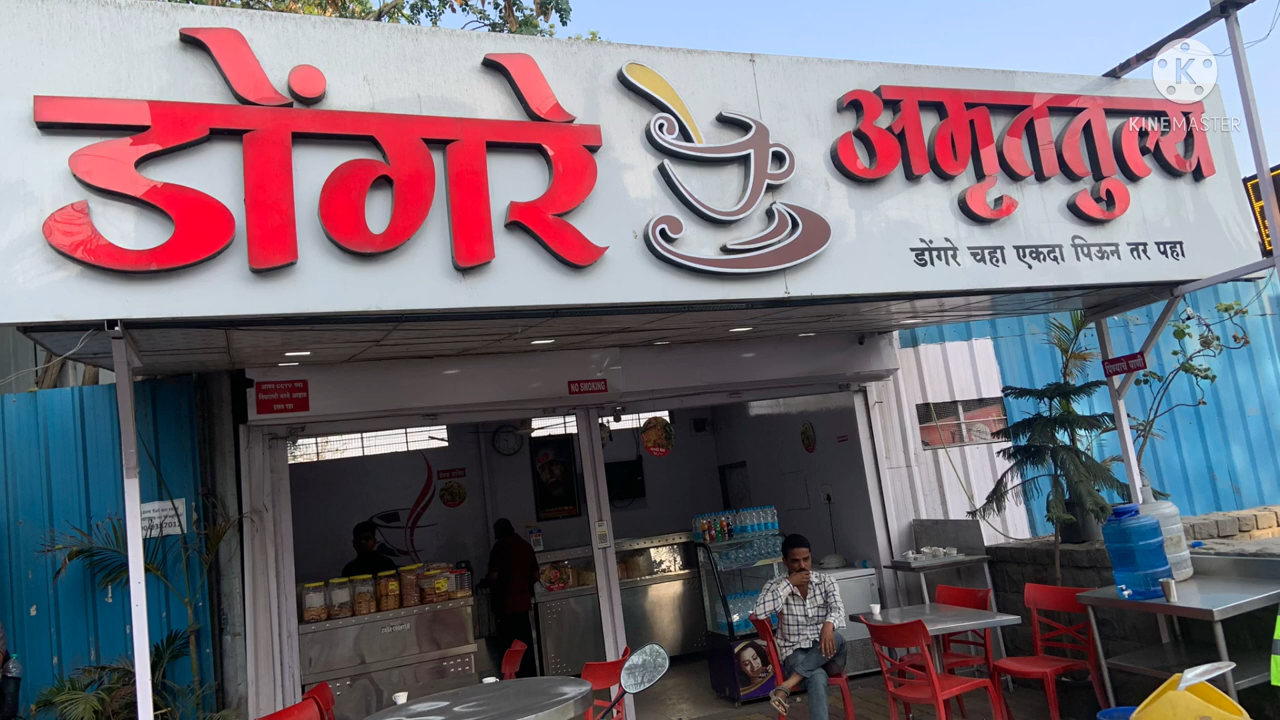 डोंगरे अमृततुल्य
डोंगरे चहा एकदा पिऊन तर पहा
KINEMASTER
NO SMOKING
पिण्याचे पाणी